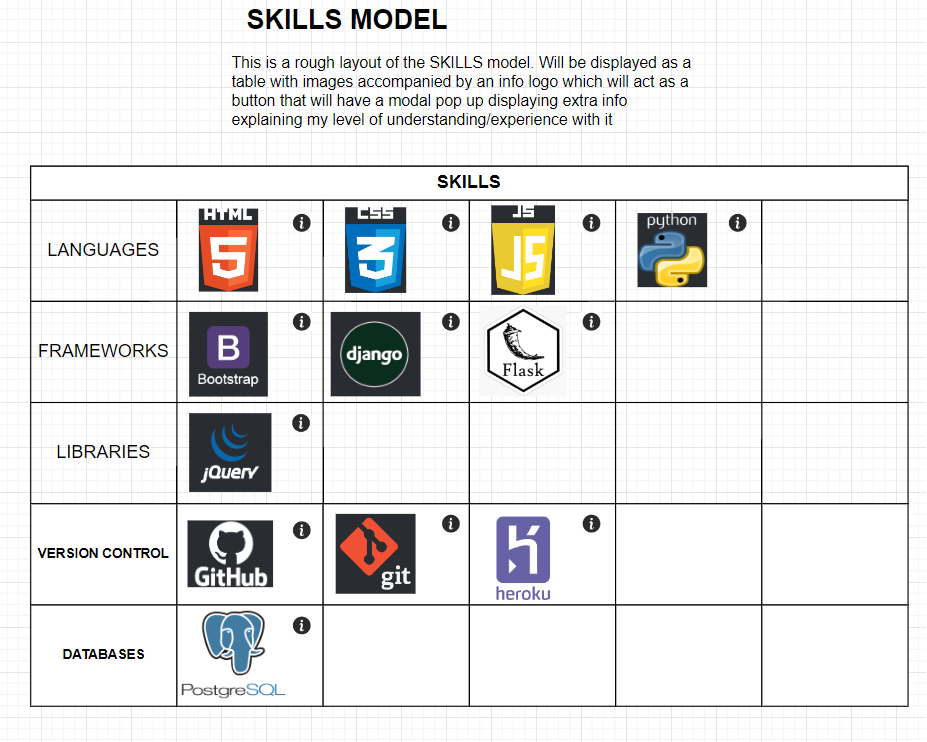 SKILLS MODEL
This is a rough layout of the SKILLS model. Will be displayed as a
table with images accompanied by an info logo which will act as a
button that will have a modal pop up displaying extra info
explaining my level of understanding/experience with it
SKILLS
LANGUAGES
HTML
5
i
CSS
3
i
JS
JS
i
python
i
FRAMEWORKS
B
Bootstrap
i
django
i
Flask
i
LIBRARIES
jQuery
i
VERSION CONTROL
GitHub
i
git
i
heroku
i
DATABASES
PostgreSQL
i